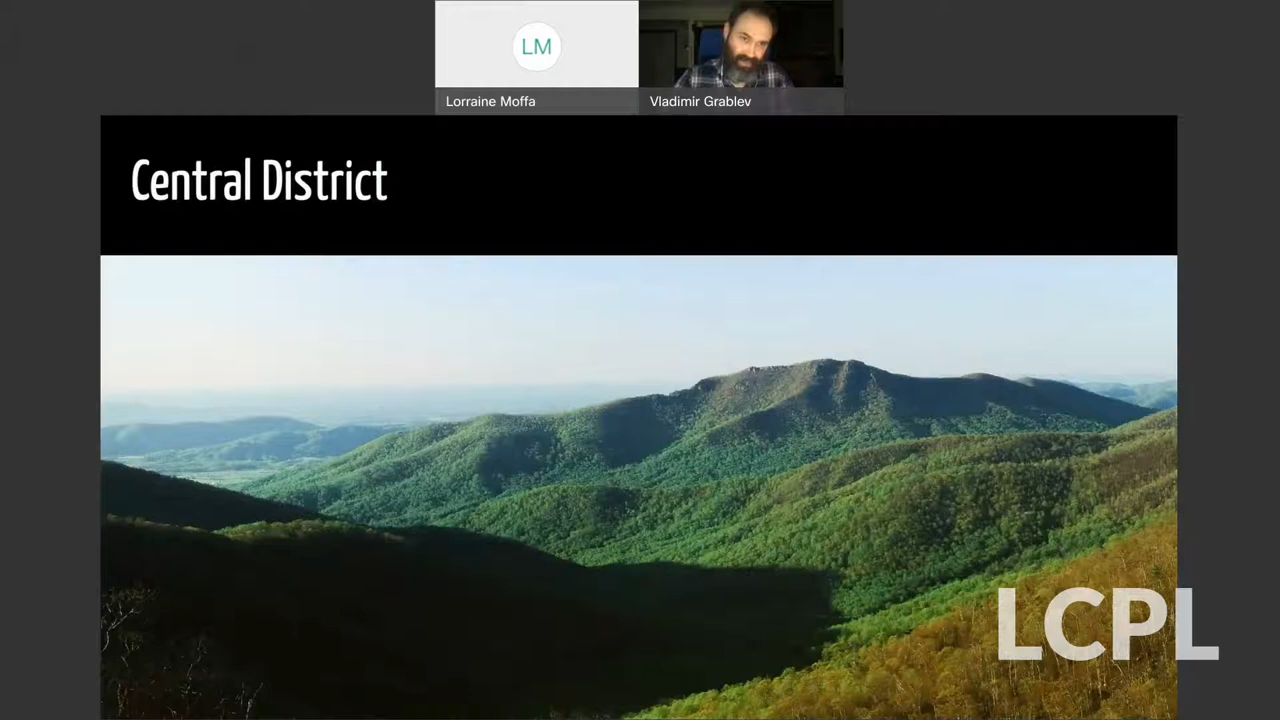 LM
Lorraine Moffa
Vladimir Grablev
Central District
LCPL